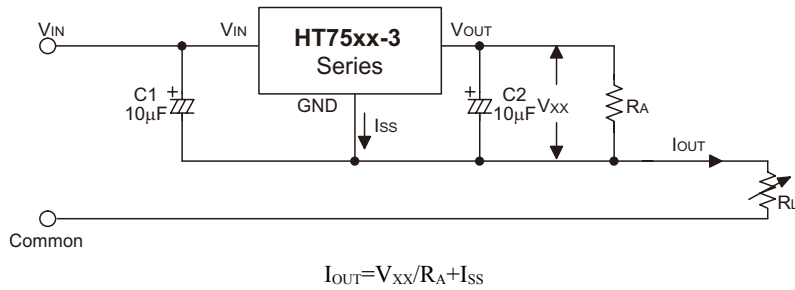 VIN
VIN
HT75xx-3
Series
VOUT
C1
10μF
GND
ISS
C2
10μF
VXX
RA
IOUT
RL
Common
IOUT=VXX/RA+ISS